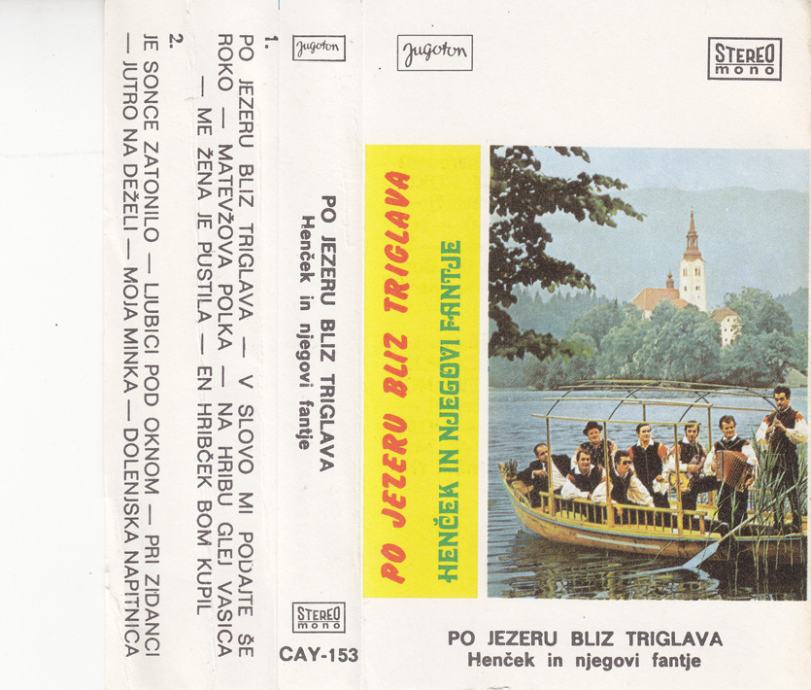 1.
PO JEZERU BLIZ TRIGLAVA — V SLOVO MI PODAJTE ŠE
ROKO — MATEVŽOVA POLKA — NA HRIBU GLEJ VASICA
— ME ŽENA JE PUSTILA — EN HRIBČEK BOM KUPIL
2.
JE SONCE ZATONILO — LJUBICI POD OKNOM — PRI ZIDANCI
— JUTRO NA DEŽELI — MOJA MINKA — DOLENJSKA NAPITNICA
Jugoton
PO JEZERU BLIZ TRIGLAVA
Henček in njegovi fantje
STEREO
mono
CAY-153
Jugoton
STEREO
mono
PO JEZERU BLIZ TRIGLAVA
HENČEK IN NJEGOVI FANTJE
PO JEZERU BLIZ TRIGLAVA
Henček in njegovi fantje